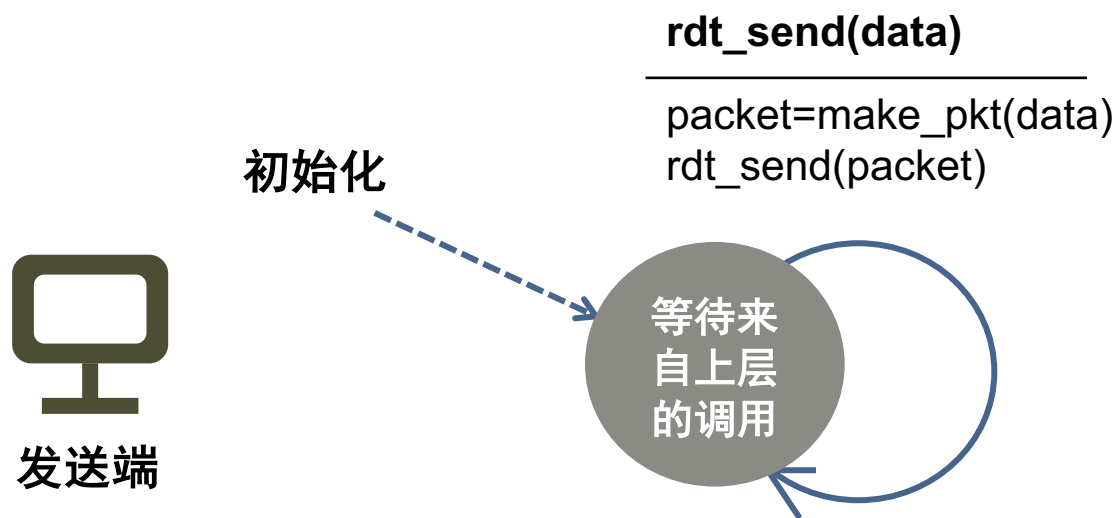 rdt_send(data)
packet=make_pkt(data)
rdt_send(packet)
初始化
等待来
自上层
的调用
发送端